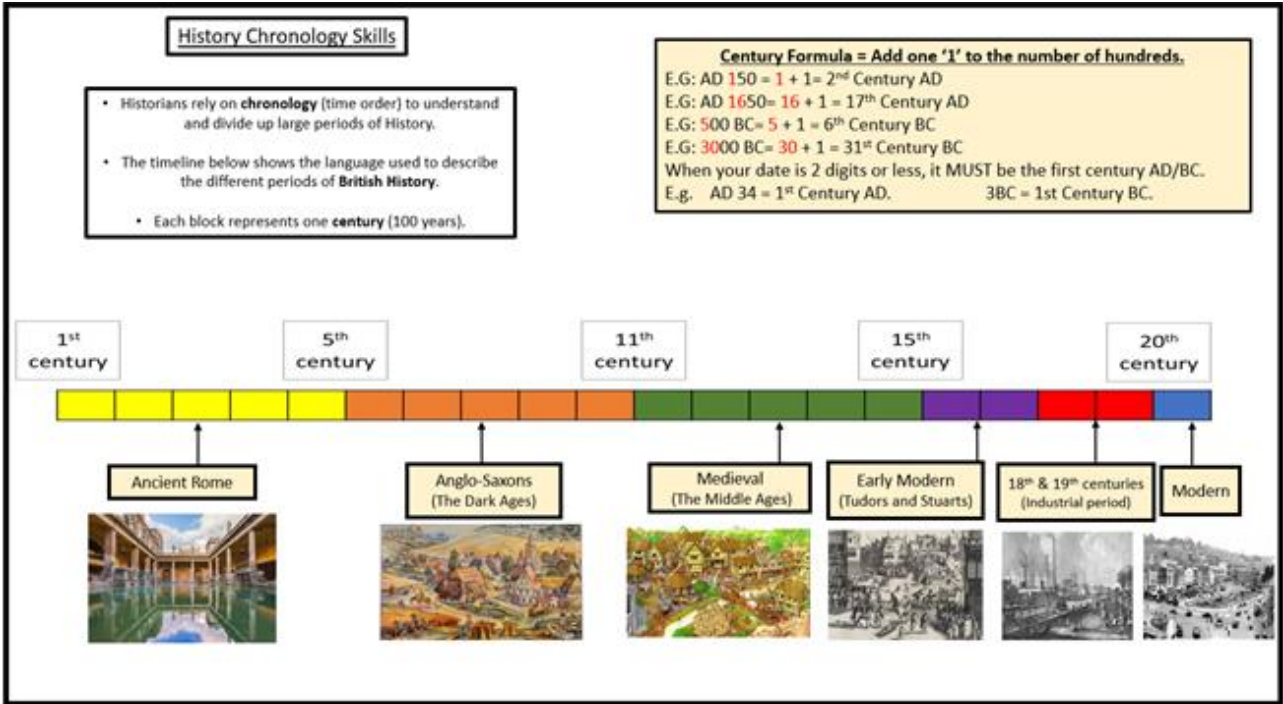 History Chronology Skills
• Historians rely on chronology (time order) to understand
and divide up large periods of History.
• The timeline below shows the language used to describe
the different periods of British History.
• Each block represents one century (100 years).
Century Formula = Add one ‘1’ to the number of hundreds.
E.G: AD 150 = 1 + 1= 2nd Century AD
E.G: AD 1650= 16 + 1 = 17th Century AD
E.G: 500 BC= 5 + 1 = 6th Century BC
E.G: 3000 BC= 30 + 1 = 31st Century BC
When your date is 2 digits or less, it MUST be the first century AD/BC.
E.g. AD 34 = 1st Century AD. 3BC = 1st Century BC.
1st
century
5th
century
11th
century
15th
century
20th
century
Ancient Rome
Anglo-Saxons
(The Dark Ages)
Medieval
(The Middle Ages)
Early Modern
(Tudors and Stuarts)
18th & 19th centuries
(Industrial period)
Modern